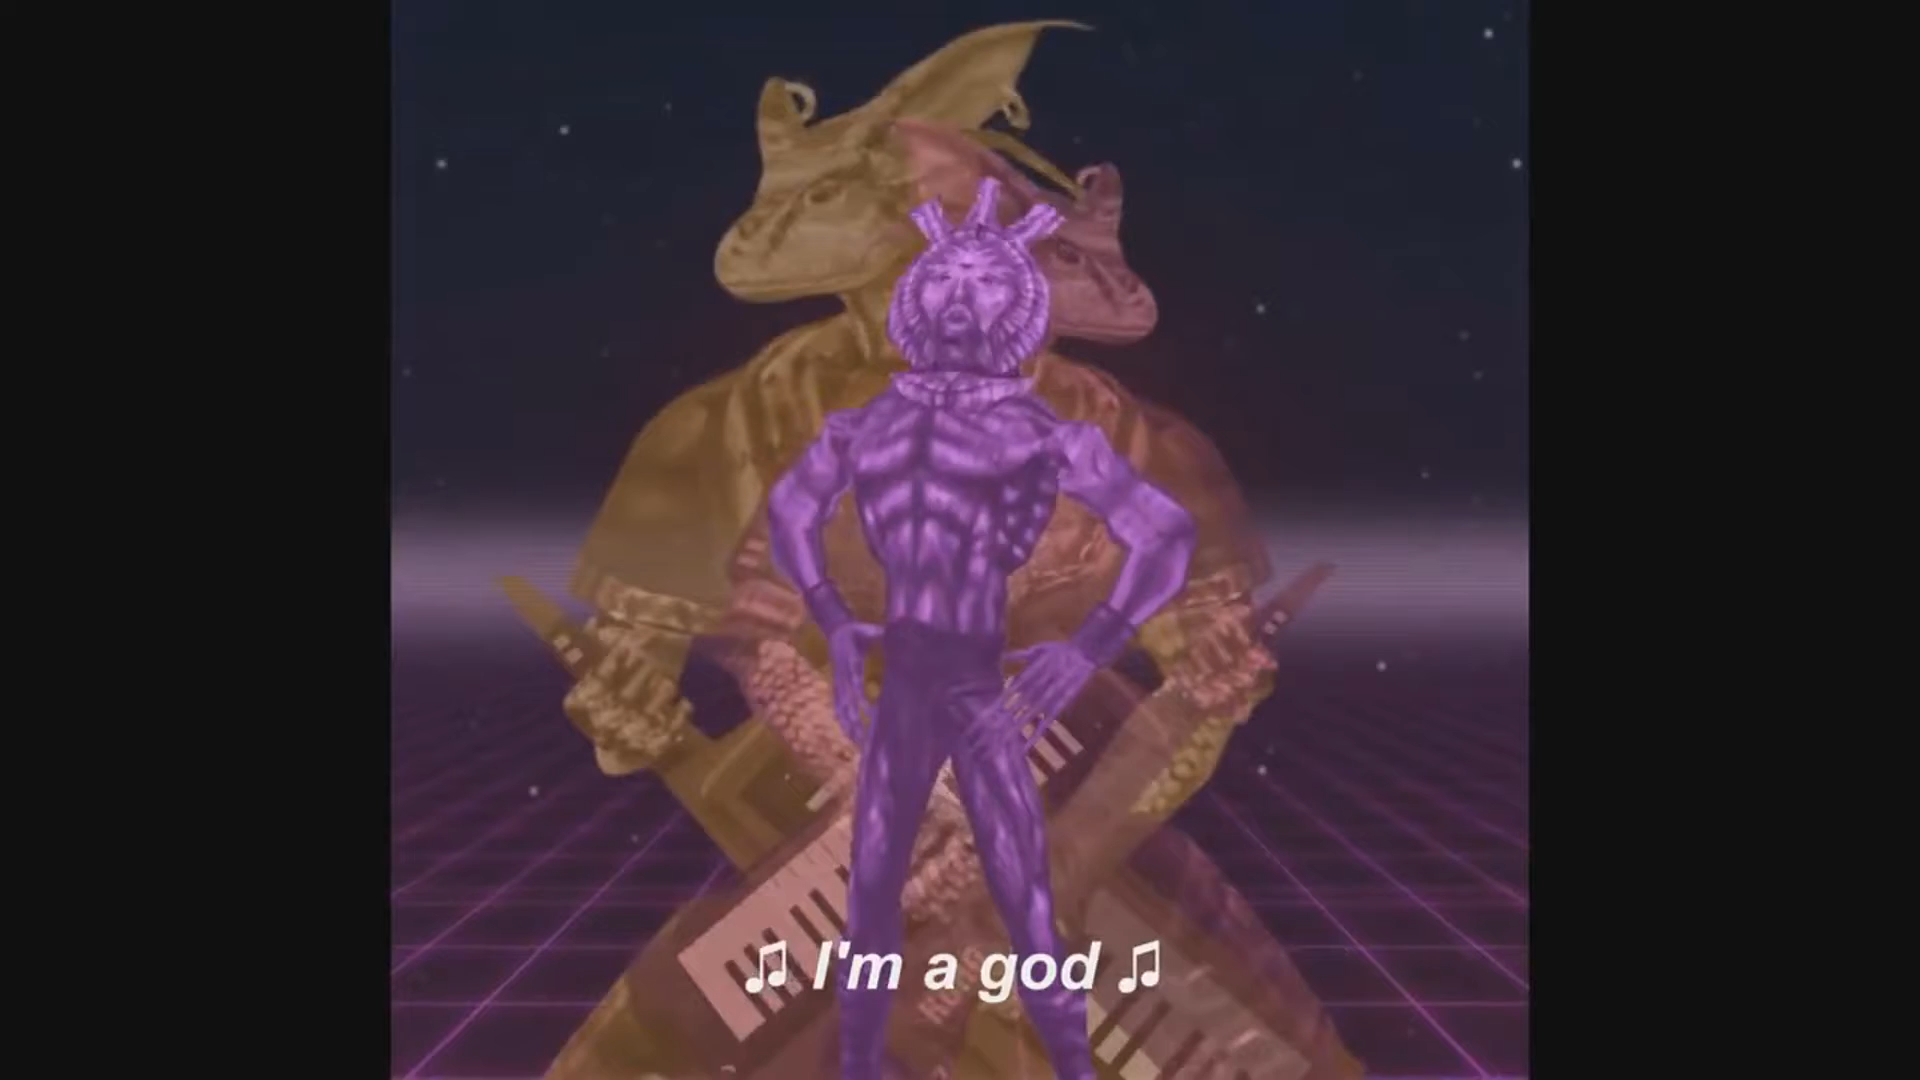 ♫ I'm a god ♫